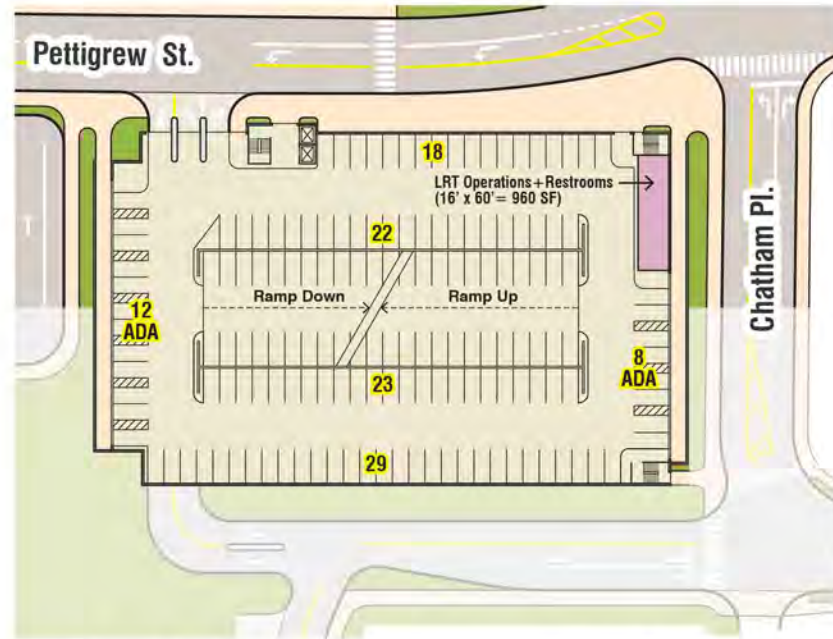 Pettigrew St.
18
LRT Operations+Restrooms
(16' x 60'= 960 SF)
22
Ramp Down
Ramp Up
12
ADA
Chatham Pl.
8
ADA
23
29